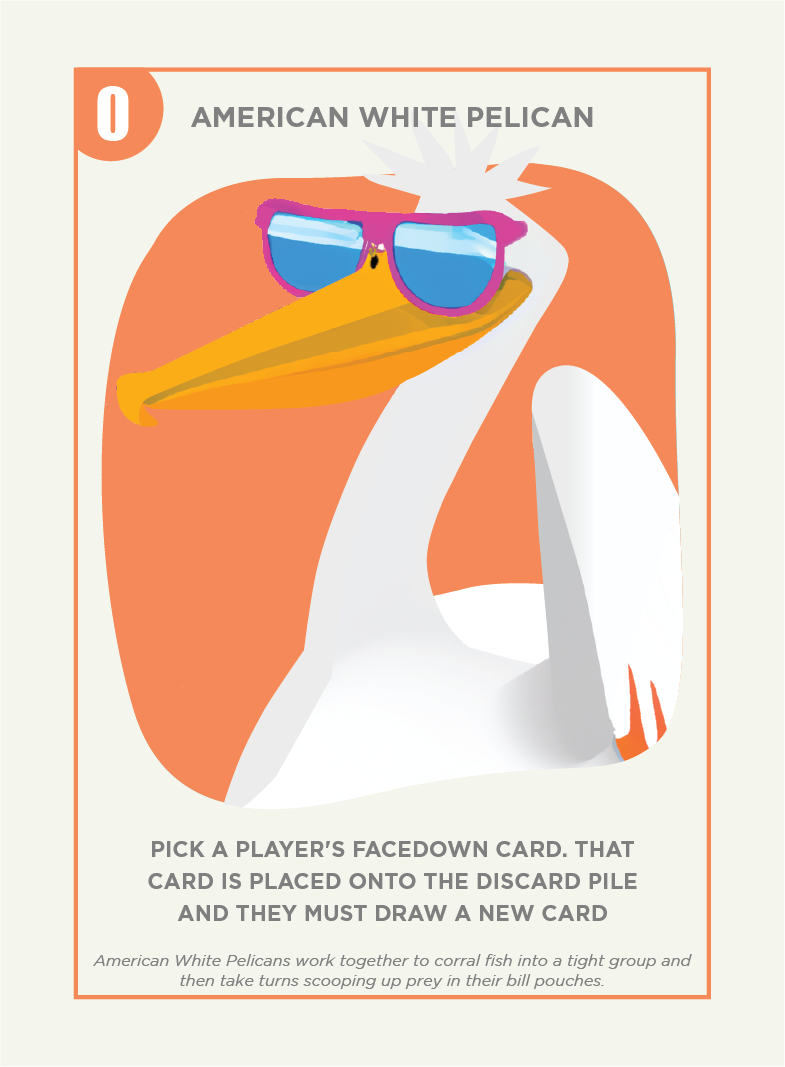 0
AMERICAN WHITE PELICAN
PICK A PLAYER'S FACEDOWN CARD. THAT
CARD IS PLACED ONTO THE DISCARD PILE
AND THEY MUST DRAW A NEW CARD
American White Pelicans work together to corral fish into a tight group and
then take turns scooping up prey in their bill pouches.